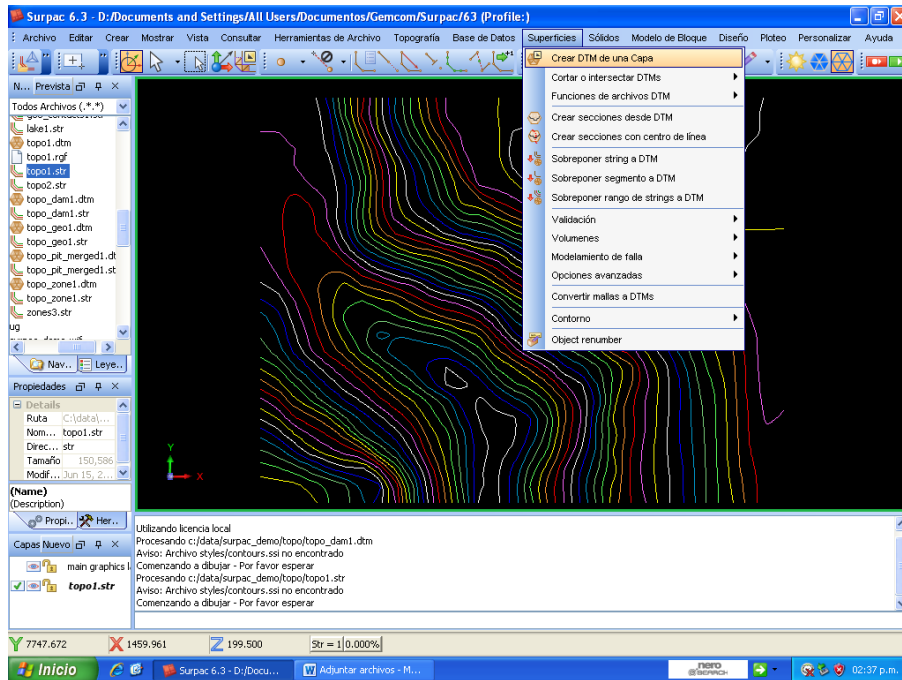 Surpac 6.3 - D:/Documents and Settings/All Users/Documentos/Gemcom/Surpac/63 (Profile:)
Archivo Editar Crear Mostrar Vista Consultar Herramientas de Archivo Topografía Base de Datos Superficies Sólidos Modelo de Bloque Diseño Ploteo Personalizar Ayuda
N... Prevista
Todos Archivos (.*.*)
lake1.str
topo1.dtm
topo1.rgf
topo1.str
topo2.str
topo_dam1.dtm
topo_dam1.str
topo_geo1.dtm
topo_geo1.str
topo_pit_merged1.dt
topo_pit_merged1.st
topo_zone1.dtm
topo_zone1.str
zones3.str
ug
Nav.. Leye..
Crear DTM de una Capa
Cortar o intersectar DTMs
Funciones de archivos DTM
Crear secciones desde DTM
Crear secciones con centro de línea
Sobreponer string a DTM
Sobreponer segmento a DTM
Sobreponer rango de strings a DTM
Validación
Volumenes
Modelamiento de falla
Opciones avanzadas
Convertir mallas a DTMs
Contorno
Object renumber
Y
X
Propiedades
Details
Ruta C:\data\...
Nom... topo1.str
Direc... str
Tamaño 150,586
Modif... Jun 15, 2...
(Name)
(Description)
Propi.. Her..
Capas Nuevo
main graphics l
topo1.str
Utilizando licencia local
Procesando c:/data/surpac_demo/topo/topo_dam1.dtm
Aviso: Archivo styles/contours.ssi no encontrado
Comenzando a dibujar - Por favor esperar
Procesando c:/data/surpac_demo/topo/topo1.str
Aviso: Archivo styles/contours.ssi no encontrado
Comenzando a dibujar - Por favor esperar
Y 7747.672 X 1459.961 Z 199.500 Str = 1 0.000%
Inicio Surpac 6.3 - D:/Docu... Adjuntar archivos - M... nero SEARCH 02:37 p.m.